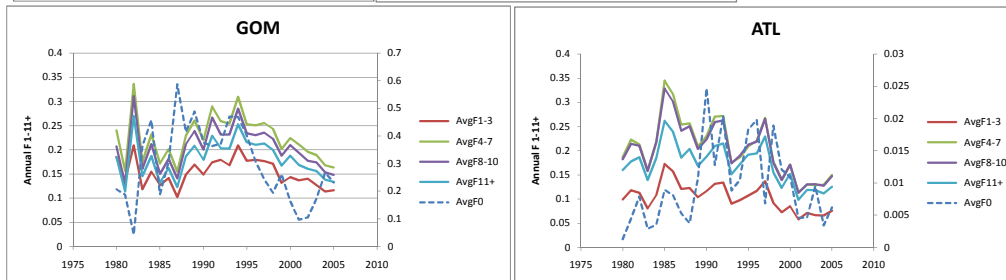 GOM
0.4
0.35
0.3
0.25
0.2
0.15
0.1
0.05
0
Annual F 1-11+
0.7
0.6
0.5
0.4
0.3
0.2
0.1
0
1975 1980 1985 1990 1995 2000 2005 2010
AvgF1-3
AvgF4-7
AvgF8-10
AvgF11+
AvgF0
ATL
0.4
0.35
0.3
0.25
0.2
0.15
0.1
0.05
0
Annual F 1-11+
0.03
0.025
0.02
0.015
0.01
0.005
0
1975 1980 1985 1990 1995 2000 2005 2010
AvgF1-3
AvgF4-7
AvgF8-10
AvgF11+
AvgF0